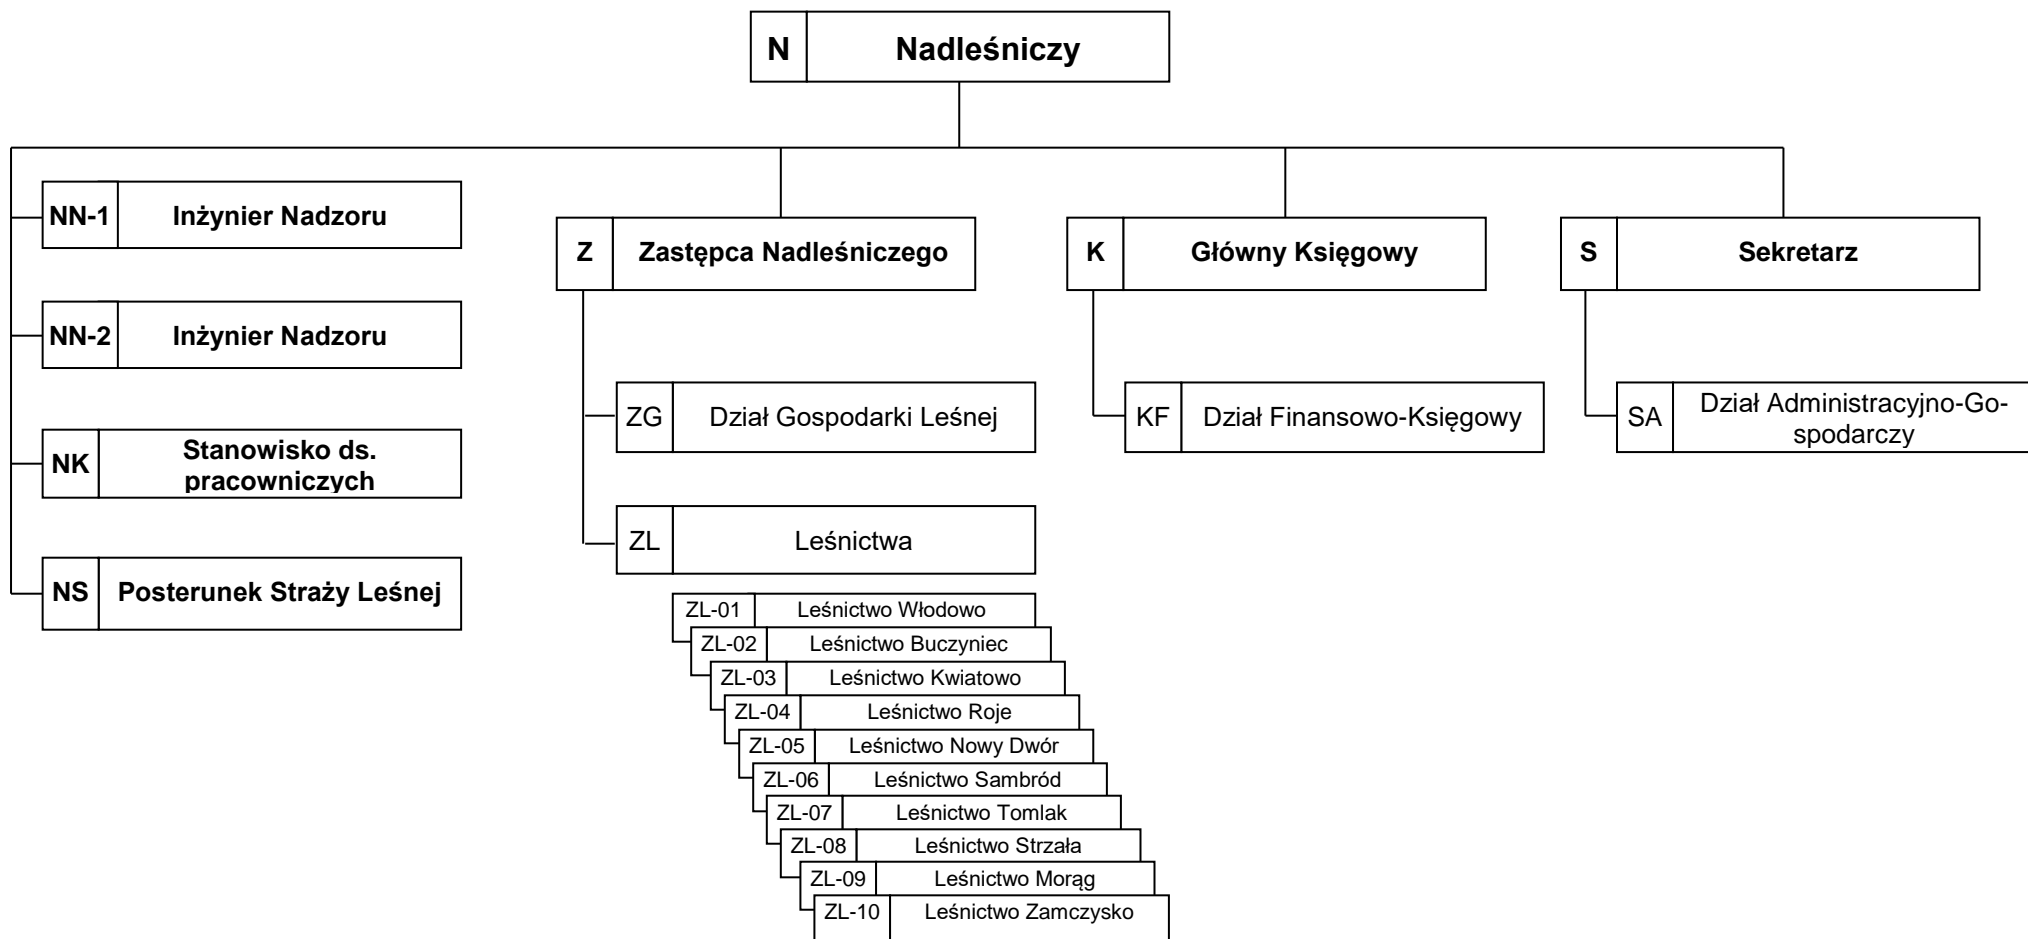 N Nadleśniczy
NN-1 Inżynier Nadzoru
NN-2 Inżynier Nadzoru
NK Stanowisko ds.
pracowniczych
NS Posterunek Straży Leśnej
Z Zastępca Nadleśniczego
ZG Dział Gospodarki Leśnej
ZL Leśnictwa
ZL-01 Leśnictwo Włodowo
ZL-02 Leśnictwo Buczyniec
ZL-03 Leśnictwo Kwiatowo
ZL-04 Leśnictwo Roje
ZL-05 Leśnictwo Nowy Dwór
ZL-06 Leśnictwo Sambród
ZL-07 Leśnictwo Tomlak
ZL-08 Leśnictwo Strzała
ZL-09 Leśnictwo Morąg
ZL-10 Leśnictwo Zamczysko
K Główny Księgowy
KF Dział Finansowo-Księgowy
S Sekretarz
SA Dział Administracyjno-Go-
spodarczy